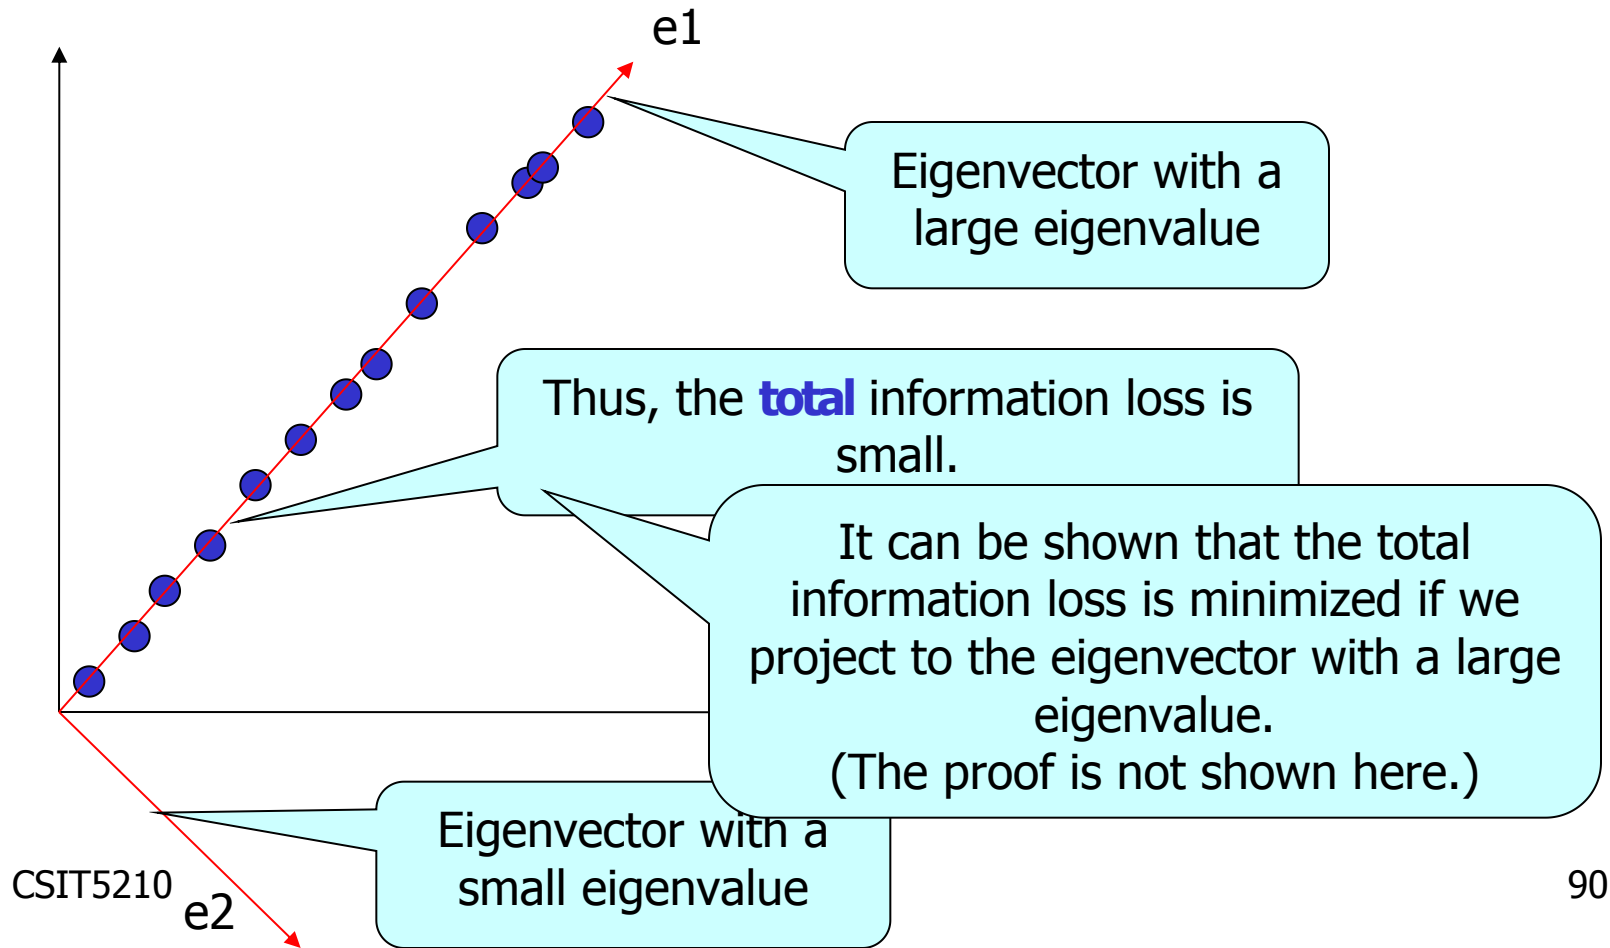 e1
Eigenvector with a
large eigenvalue
Thus, the total information loss is
small.
It can be shown that the total
information loss is minimized if we
project to the eigenvector with a large
eigenvalue.
(The proof is not shown here.)
Eigenvector with a
small eigenvalue
CSIT5210
e2
90